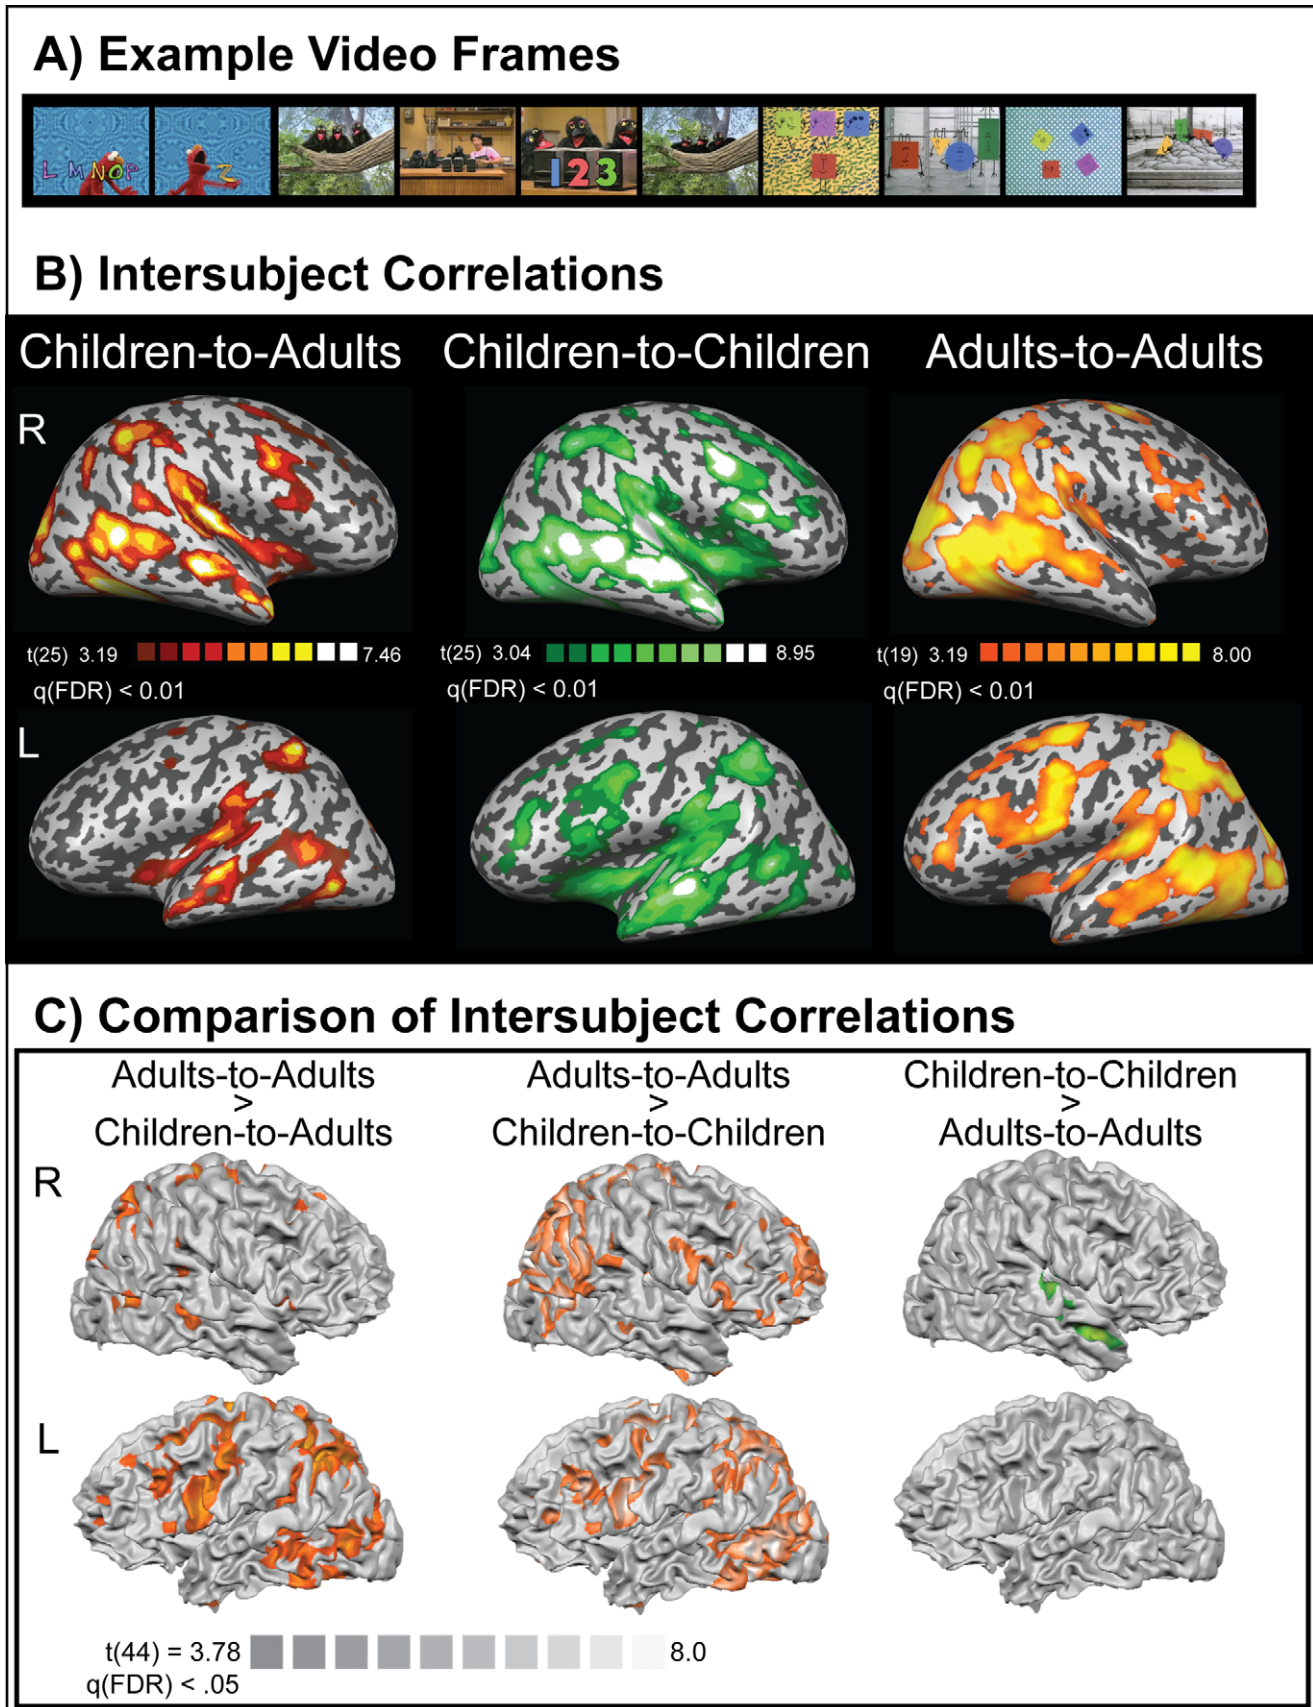 A) Example Video Frames
L M N O P
Z
1 2 3
B) Intersubject Correlations
Children-to-Adults
Children-to-Children
Adults-to-Adults
R
t(25) 3.19 7.46
q(FDR) < 0.01
t(25) 3.04 8.95
q(FDR) < 0.01
t(19) 3.19 8.00
q(FDR) < 0.01
L
C) Comparison of Intersubject Correlations
Adults-to-Adults
>
Children-to-Adults
Adults-to-Adults
>
Children-to-Children
Children-to-Children
>
Adults-to-Adults
R
L
t(44) = 3.78 8.0
q(FDR) < .05